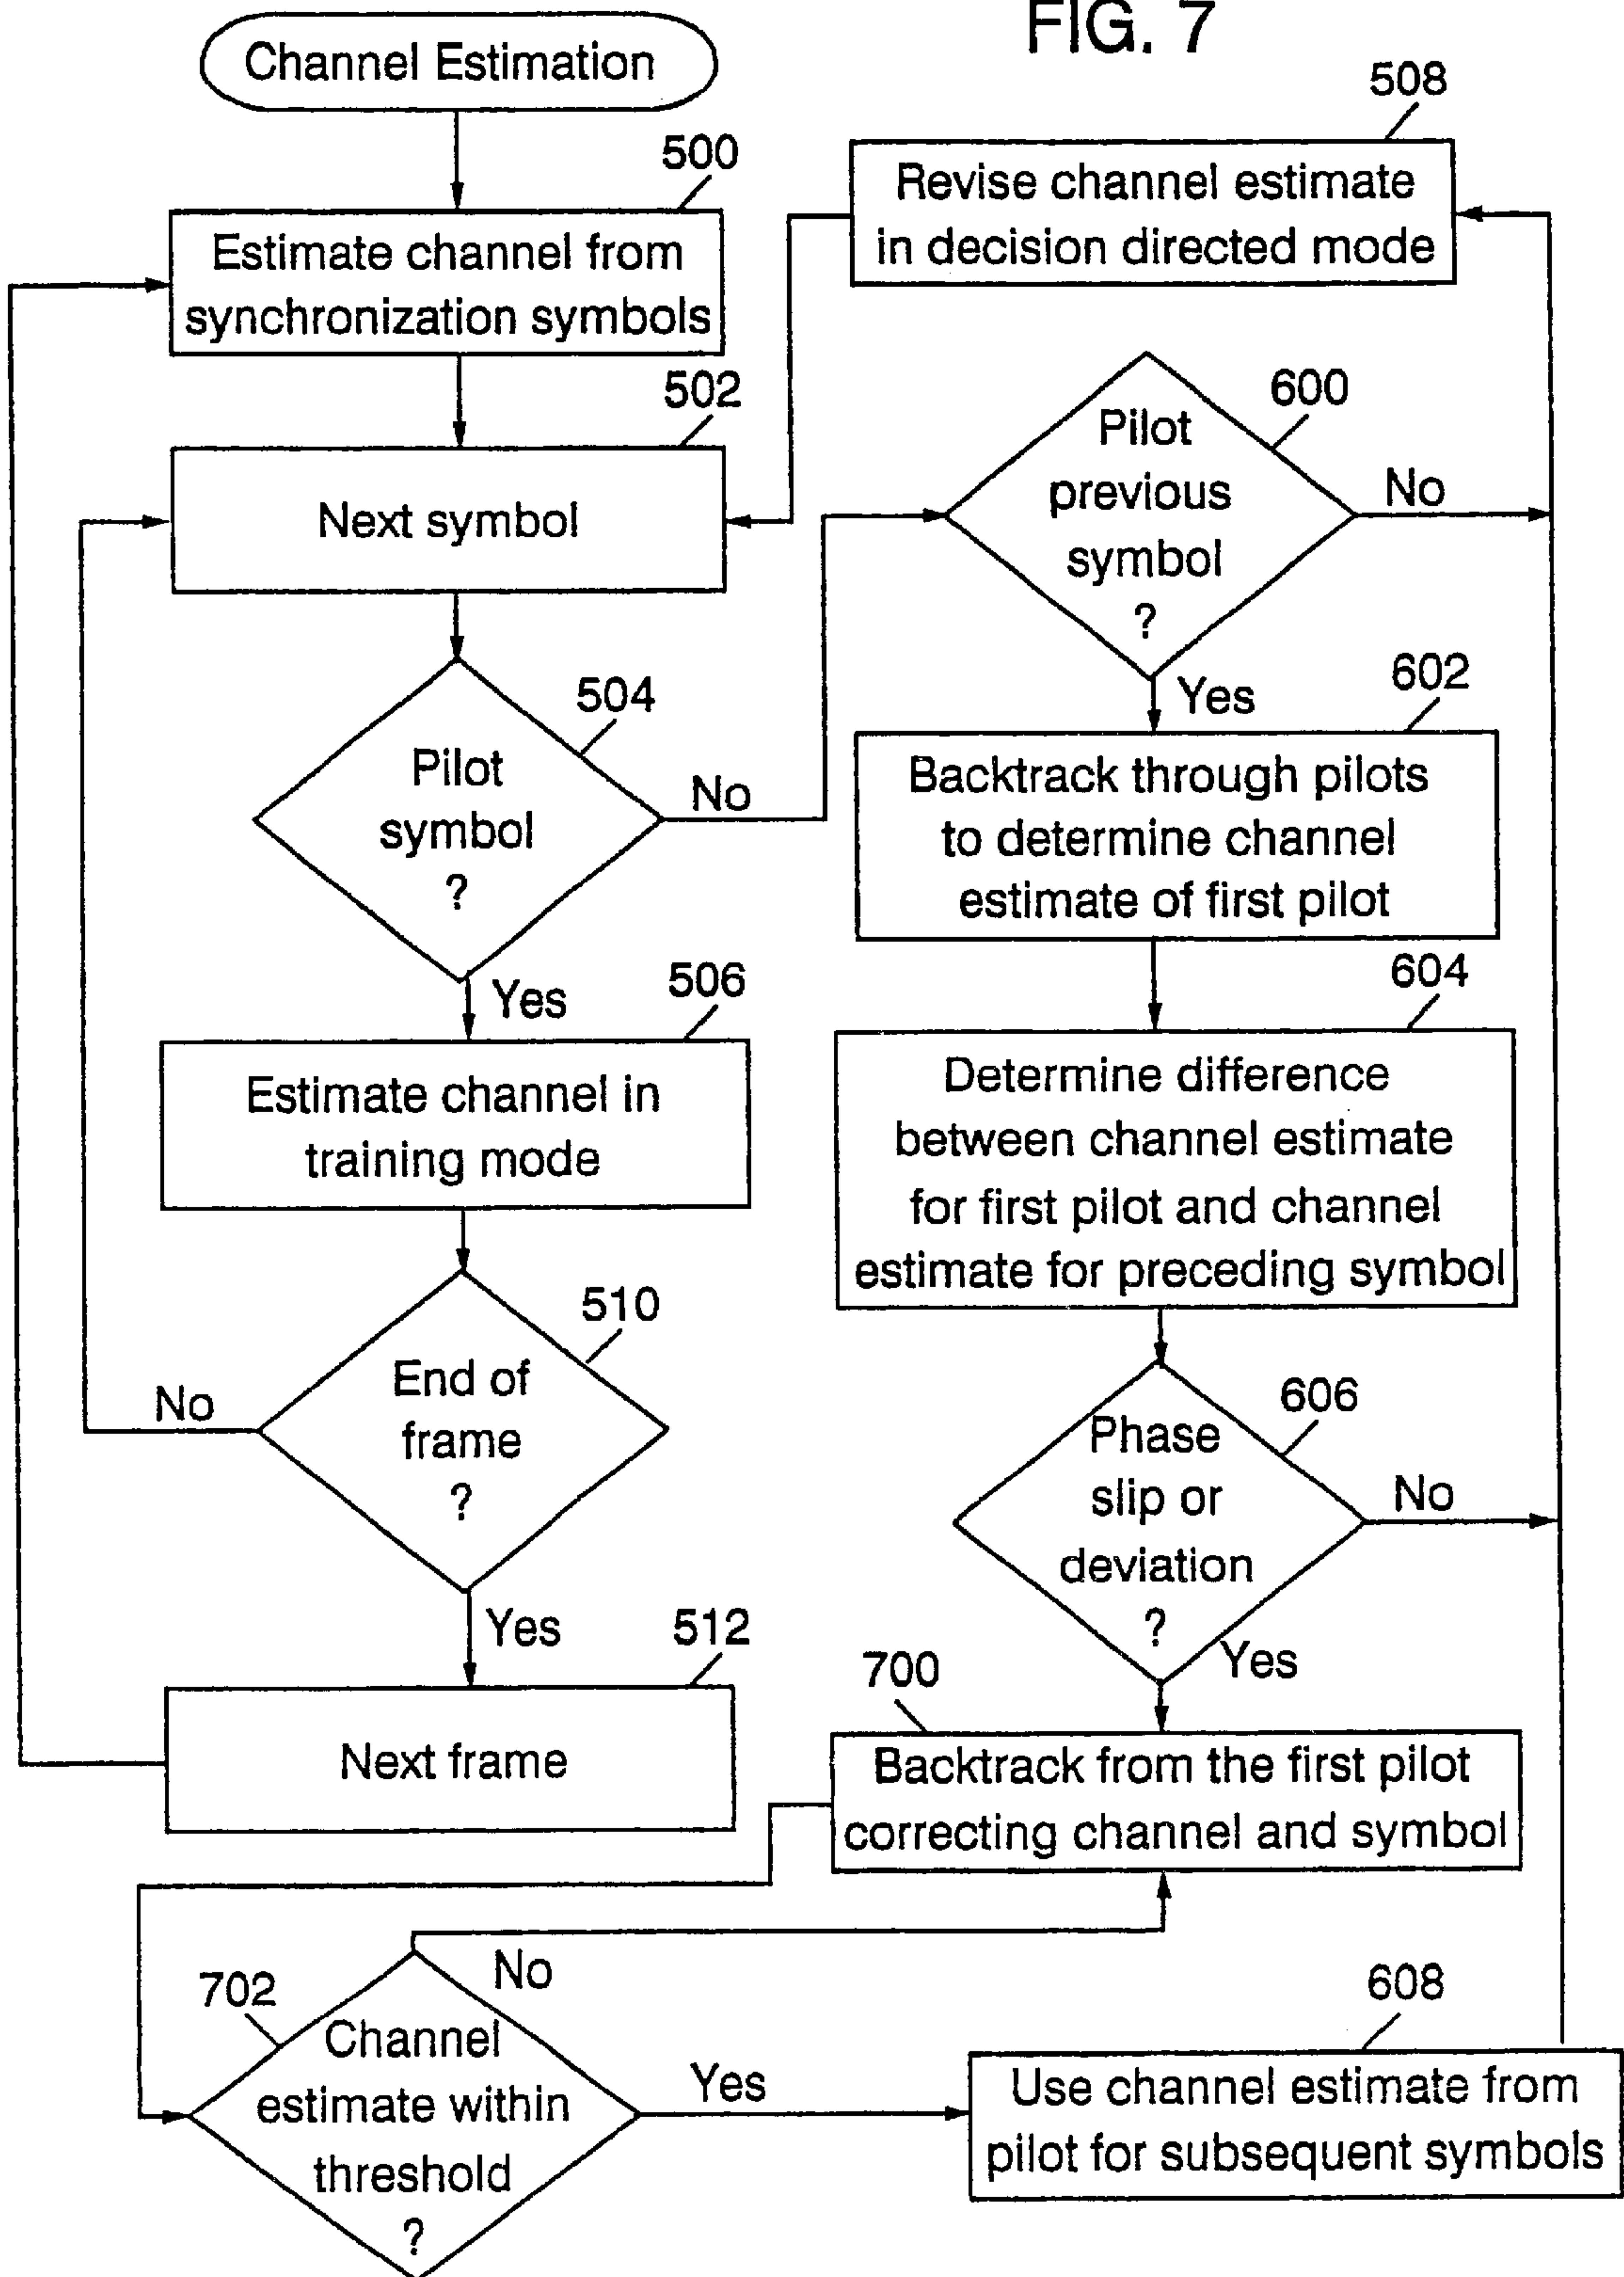 FIG. 7
Channel Estimation
500
Estimate channel from
synchronization symbols
502
Next symbol
504
Pilot
symbol
?
No
Yes
506
Estimate channel in
training mode
510
End of
frame
?
No
Yes
512
Next frame
508
Revise channel estimate
in decision directed mode
600
Pilot
previous
symbol
?
No
Yes
602
Backtrack through pilots
to determine channel
estimate of first pilot
604
Determine difference
between channel estimate
for first pilot and channel
estimate for preceding symbol
606
Phase
slip or
deviation
?
No
Yes
700
Backtrack from the first pilot
correcting channel and symbol
702
No
Channel
estimate within
threshold
?
Yes
608
Use channel estimate from
pilot for subsequent symbols